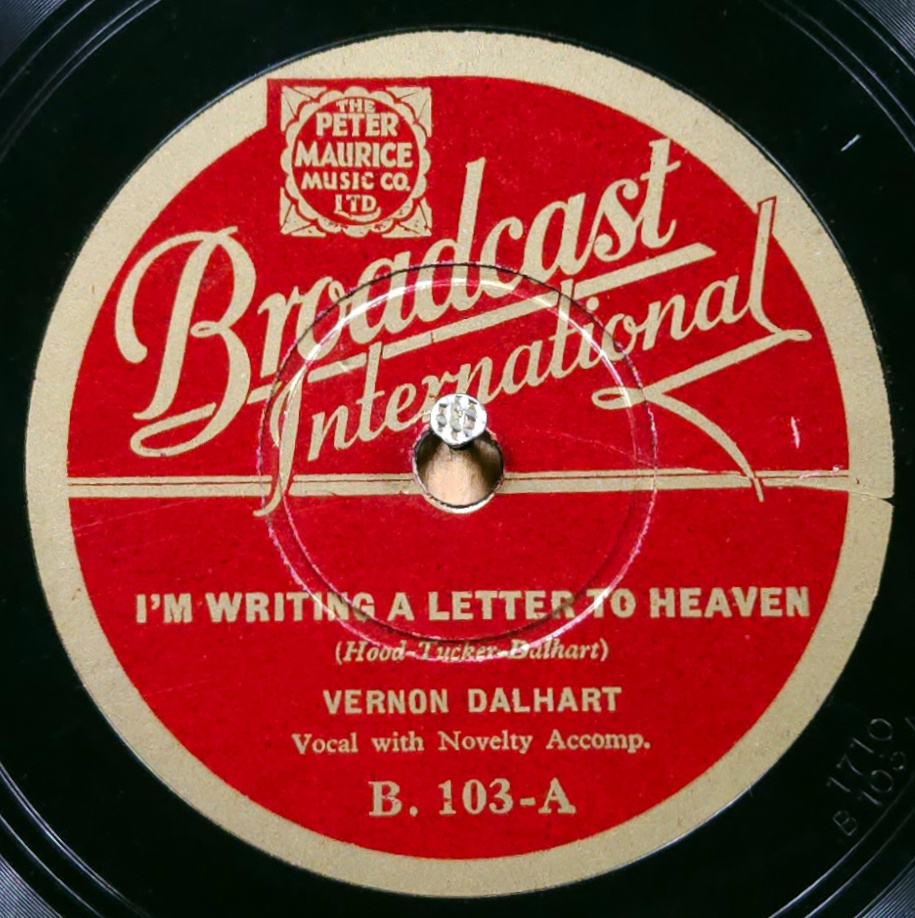 THE
PETER
MAURICE
MUSIC CO.
LTD.
Broadcast
International
I'M WRITING A LETTER TO HEAVEN
(Hood-Tucker-Dalhart)
VERNON DALHART
Vocal with Novelty Accomp.
B. 103-A
1710
B 103